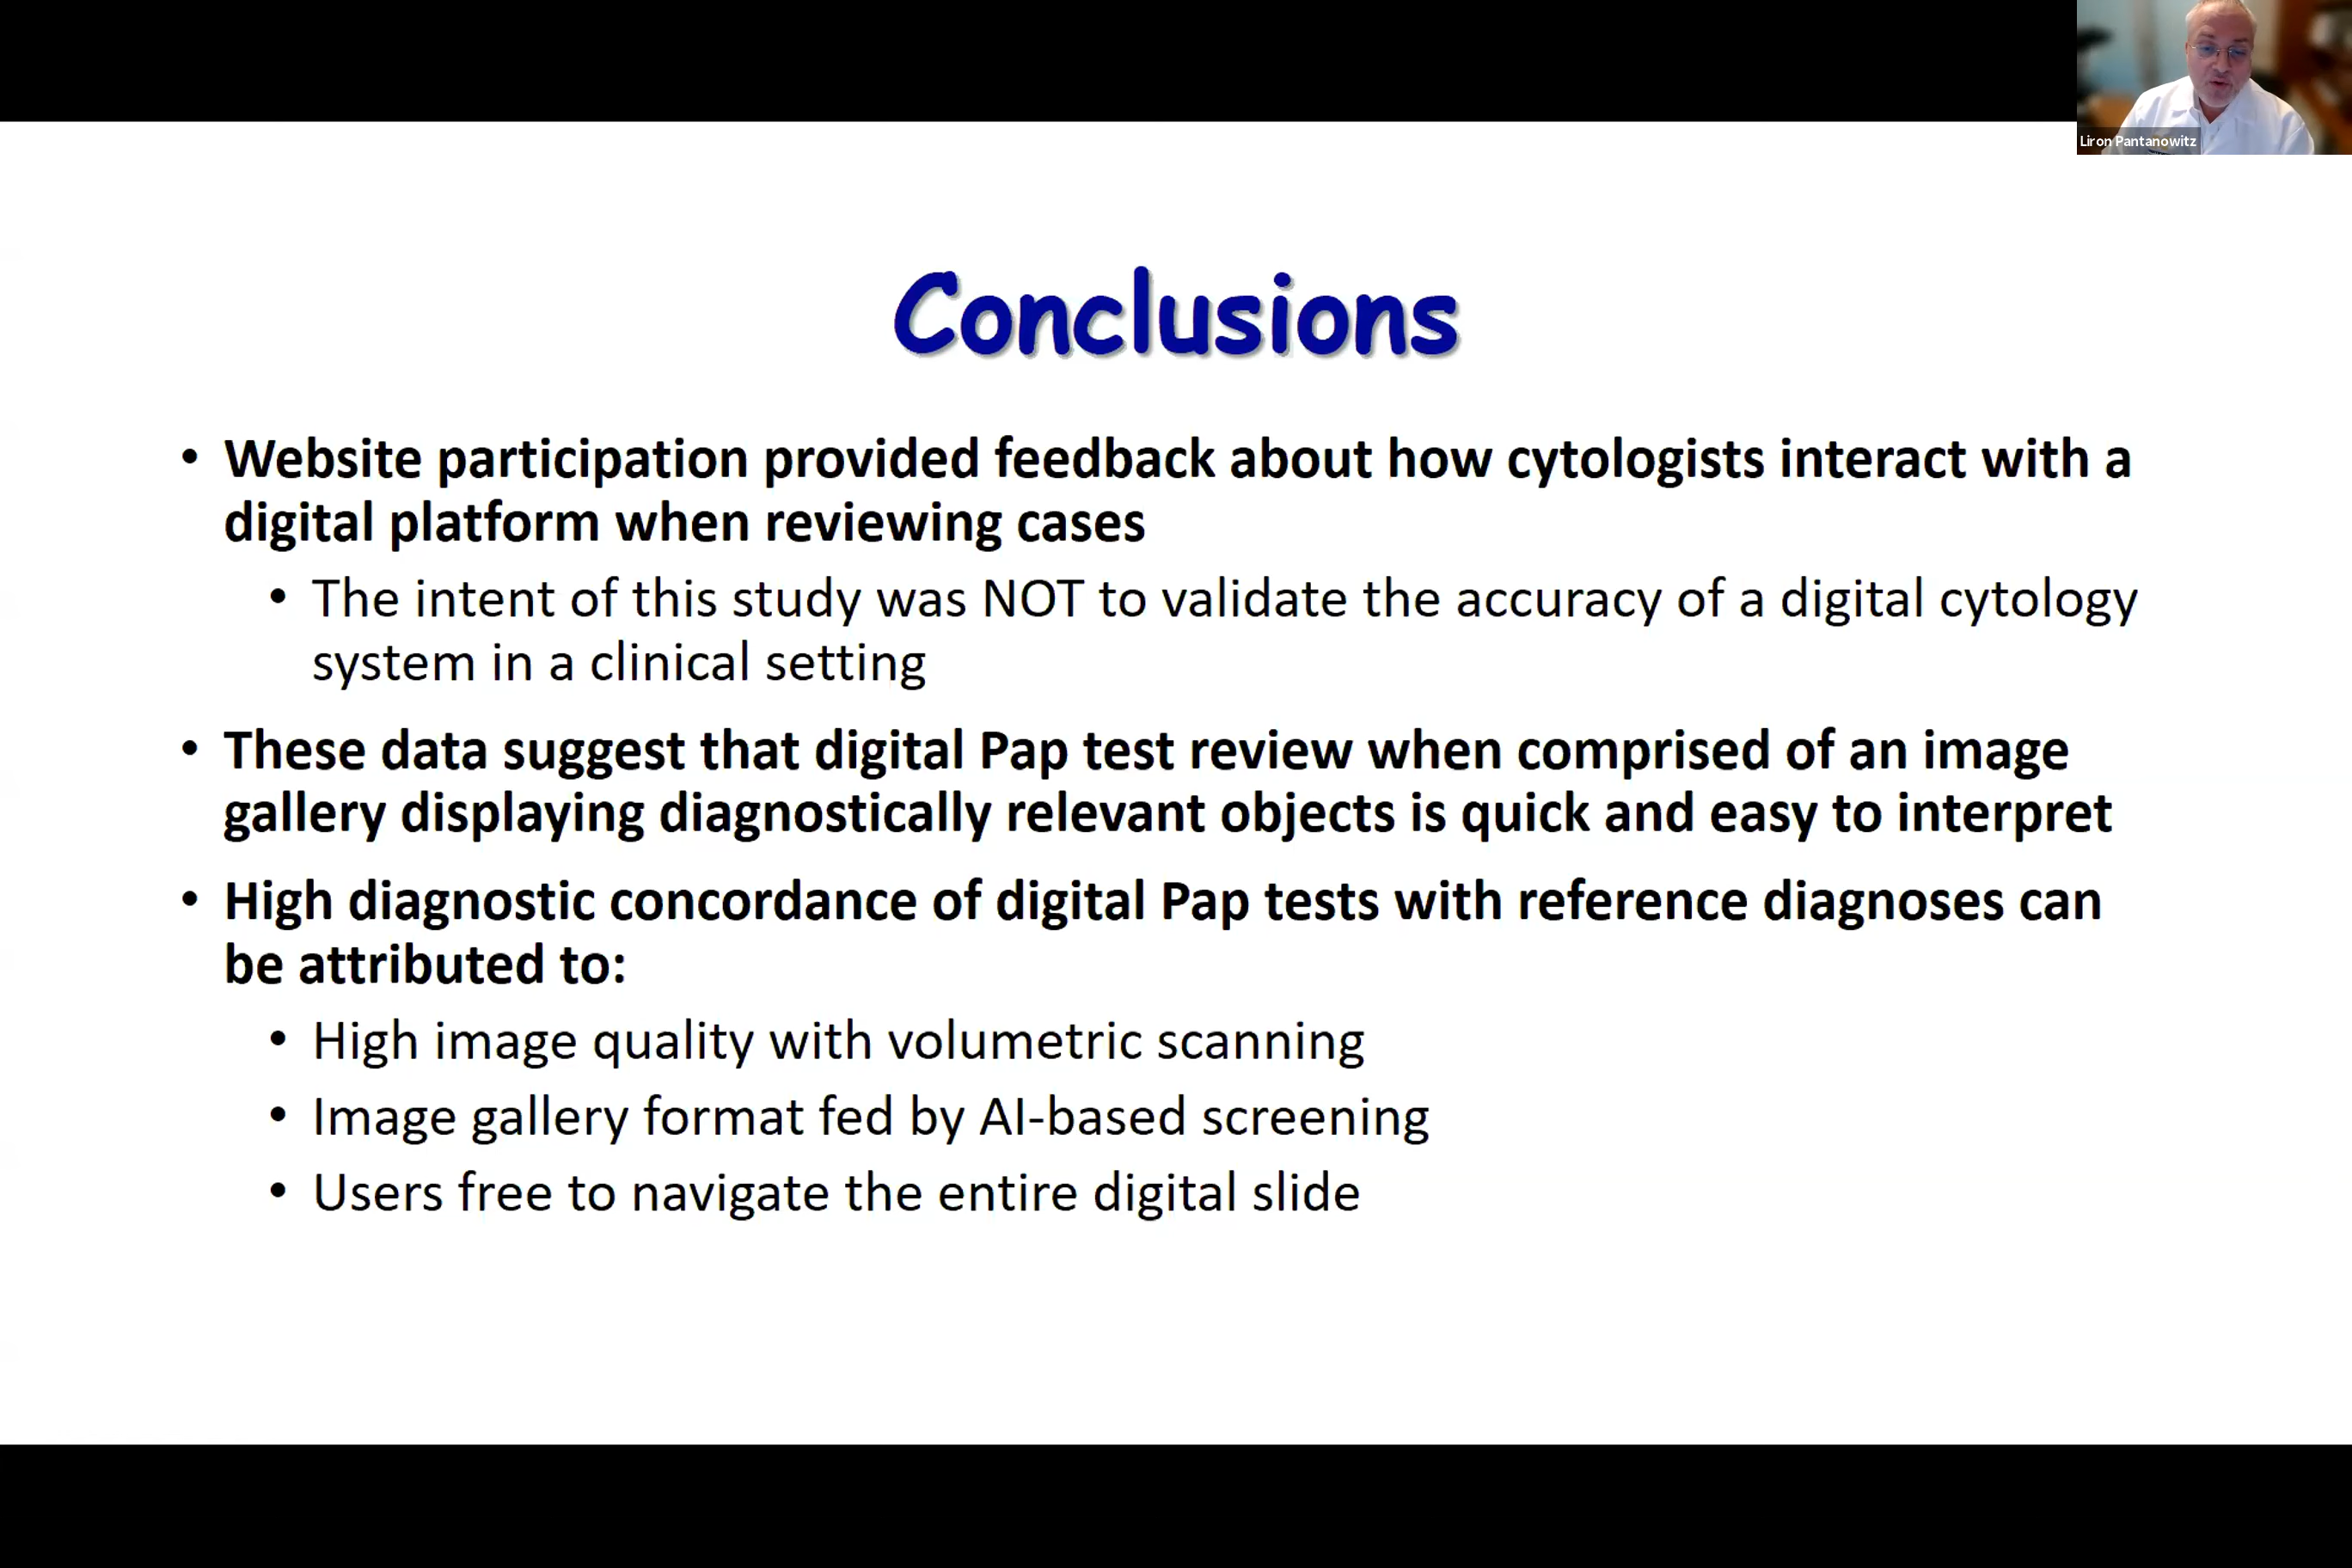 Liron Pantanowitz
Conclusions
• Website participation provided feedback about how cytologists interact with a
digital platform when reviewing cases
• The intent of this study was NOT to validate the accuracy of a digital cytology
system in a clinical setting
• These data suggest that digital Pap test review when comprised of an image
gallery displaying diagnostically relevant objects is quick and easy to interpret
• High diagnostic concordance of digital Pap tests with reference diagnoses can
be attributed to:
• High image quality with volumetric scanning
• Image gallery format fed by AI-based screening
• Users free to navigate the entire digital slide